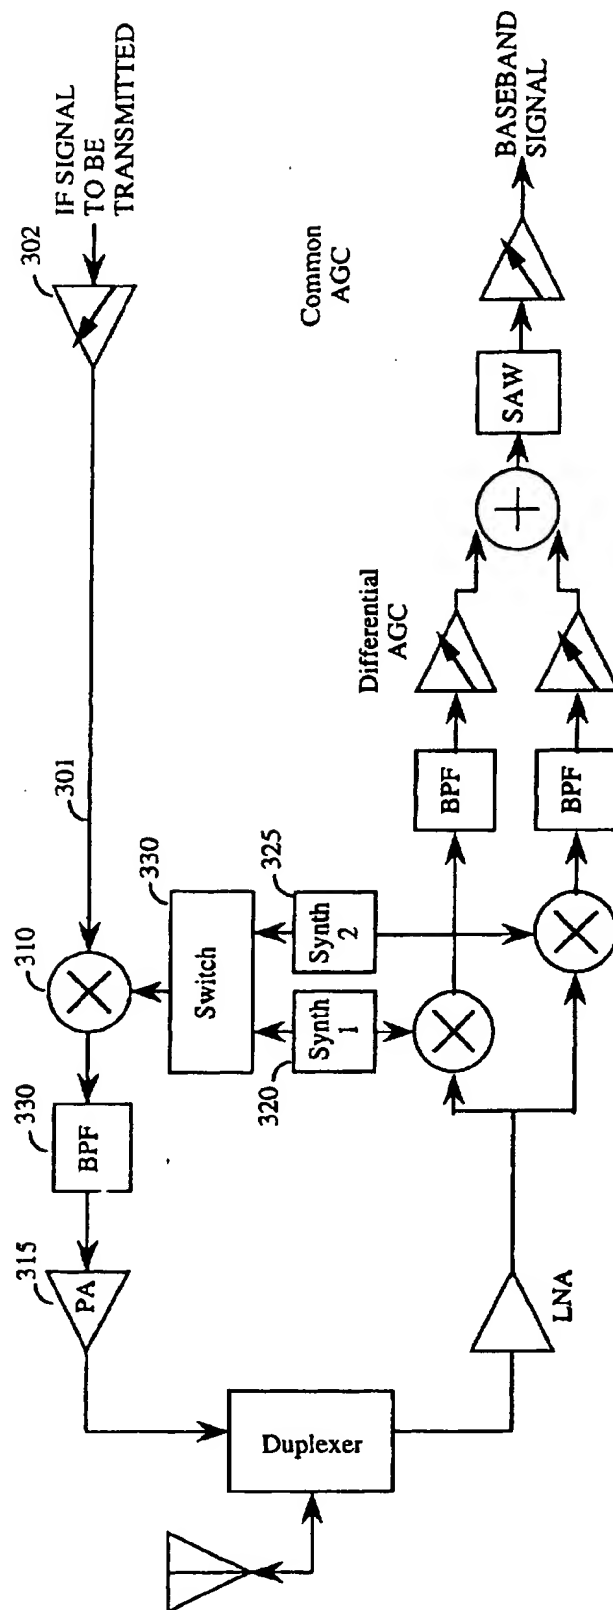 IF SIGNAL
TO BE
TRANSMITTED
302
301
310
330
BPF
315
PA
330
Switch
325
Synth
2
Synth
1
320
Duplexer
LNA
BPF
BPF
Differential
AGC
SAW
Common
AGC
BASEBAND
SIGNAL